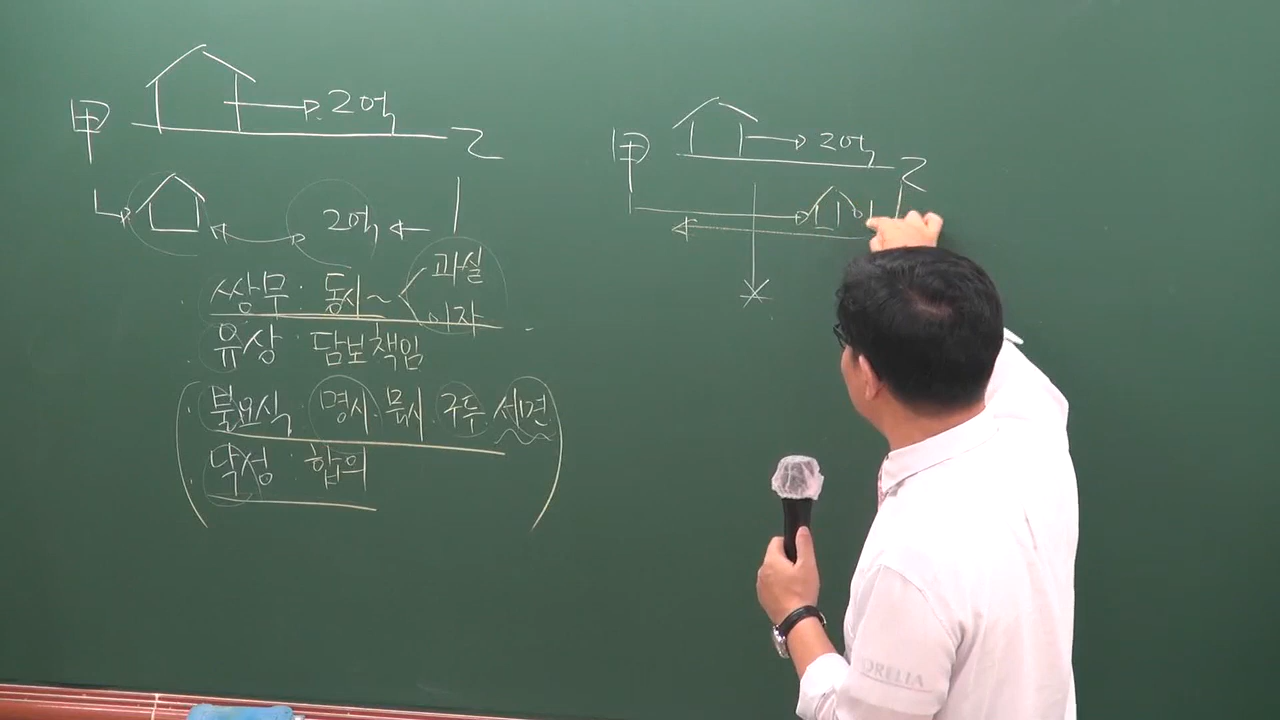 甲 2억 乙
2억
쌍무 : 동시~ 과실
이자
유상 : 담보책임
불요식 명시. 묵시. 구두. 서면
낙성 : 합의
甲 2억 乙
ORELIA